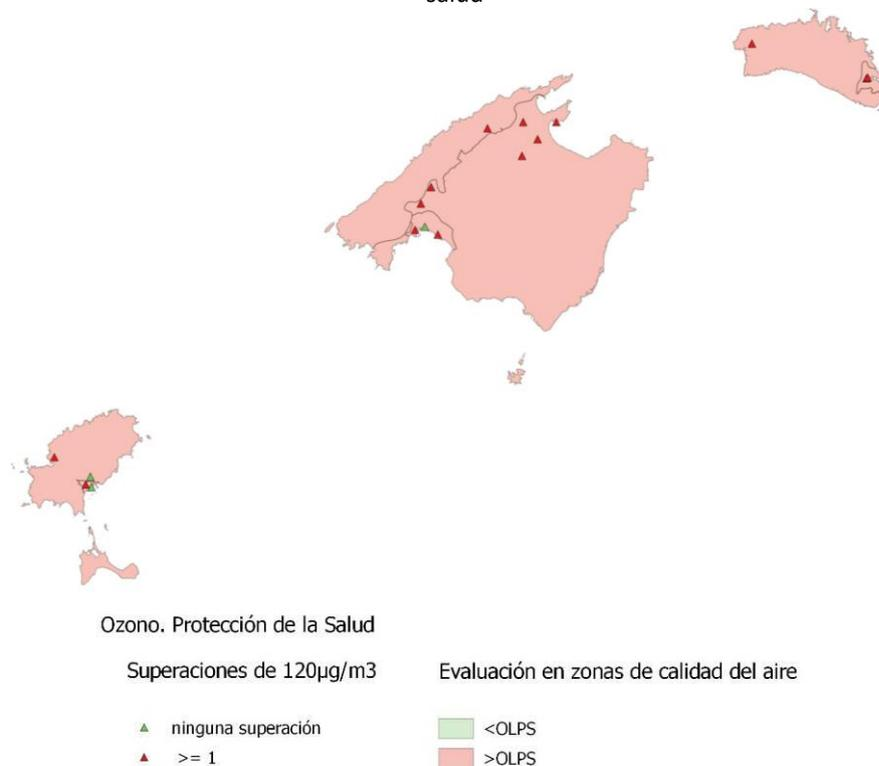 salud
Ozono. Protección de la Salud
Superaciones de 120µg/m3
Evaluación en zonas de calidad del aire
ninguna superación
<OLPS
>= 1
>OLPS